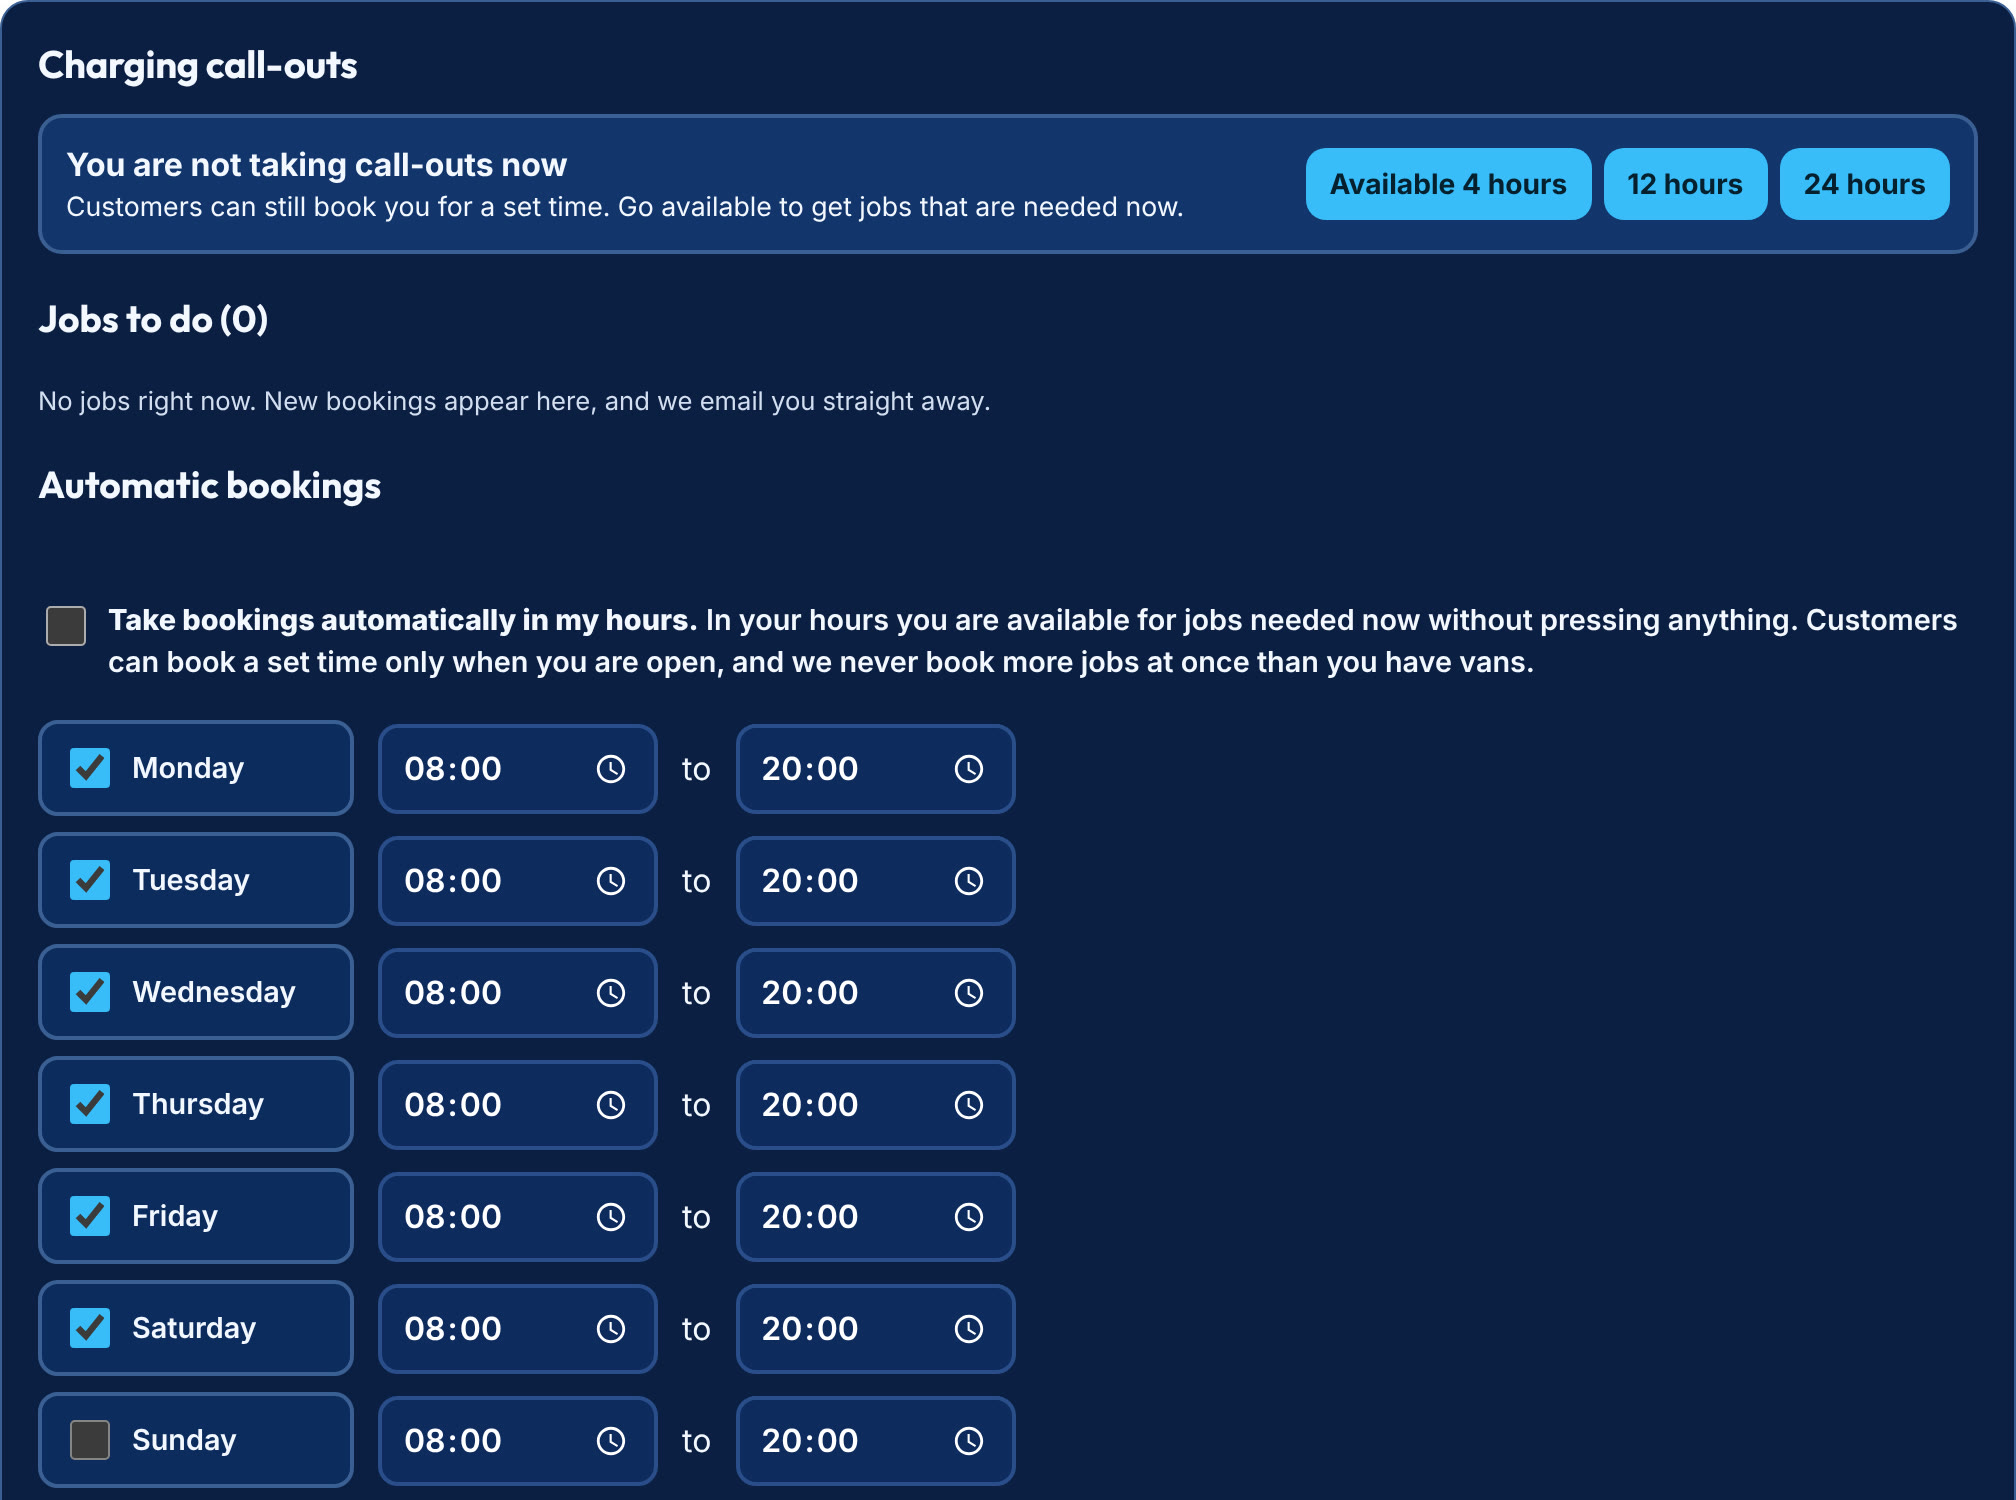 Charging call-outs
You are not taking call-outs now
Customers can still book you for a set time. Go available to get jobs that are needed now.
Available 4 hours
12 hours
24 hours
Jobs to do (0)
No jobs right now. New bookings appear here, and we email you straight away.
Automatic bookings
Take bookings automatically in my hours. In your hours you are available for jobs needed now without pressing anything. Customers
can book a set time only when you are open, and we never book more jobs at once than you have vans.
Monday 08:00 to 20:00
Tuesday 08:00 to 20:00
Wednesday 08:00 to 20:00
Thursday 08:00 to 20:00
Friday 08:00 to 20:00
Saturday 08:00 to 20:00
Sunday 08:00 to 20:00